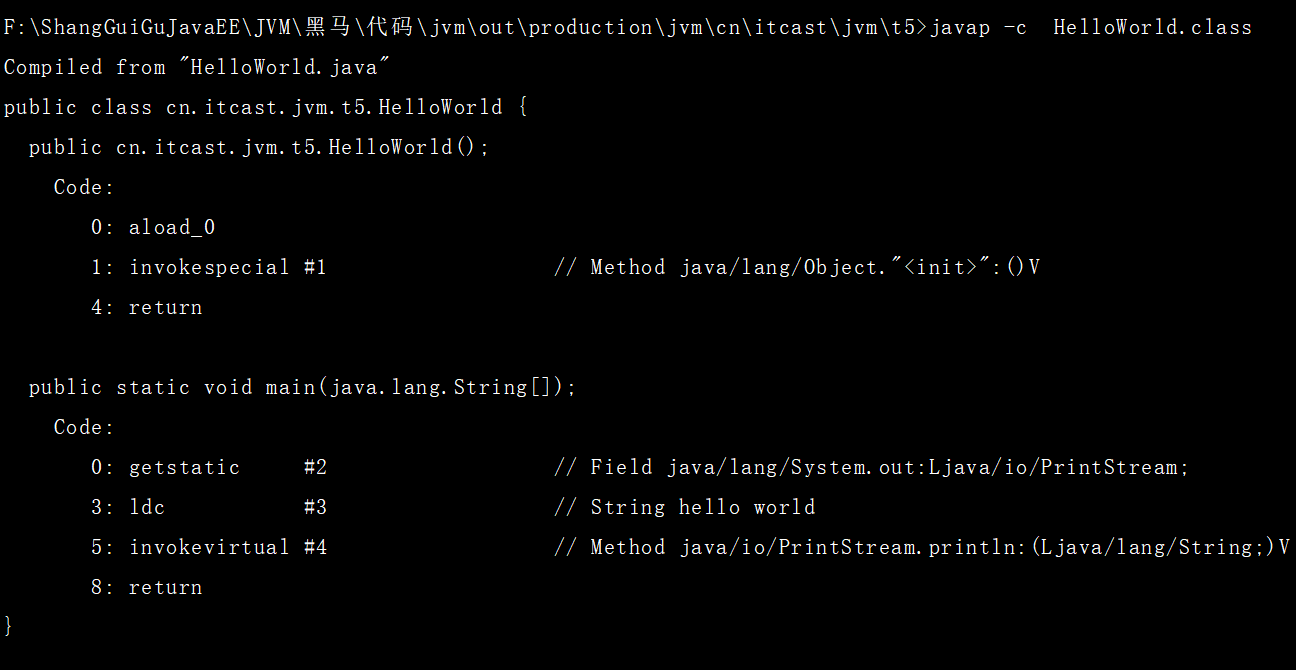 F:\ShangGuiGuJavaEE\JVM\黑马\代码\jvm\out\production\jvm\cn\itcast\jvm\t5>javap -c  HelloWorld.class
Compiled from "HelloWorld.java"
public class cn.itcast.jvm.t5.HelloWorld {
  public cn.itcast.jvm.t5.HelloWorld();
    Code:
       0: aload_0
       1: invokespecial #1                  // Method java/lang/Object."<init>":()V
       4: return

  public static void main(java.lang.String[]);
    Code:
       0: getstatic     #2                  // Field java/lang/System.out:Ljava/io/PrintStream;
       3: ldc           #3                  // String hello world
       5: invokevirtual #4                  // Method java/io/PrintStream.println:(Ljava/lang/String;)V
       8: return
}